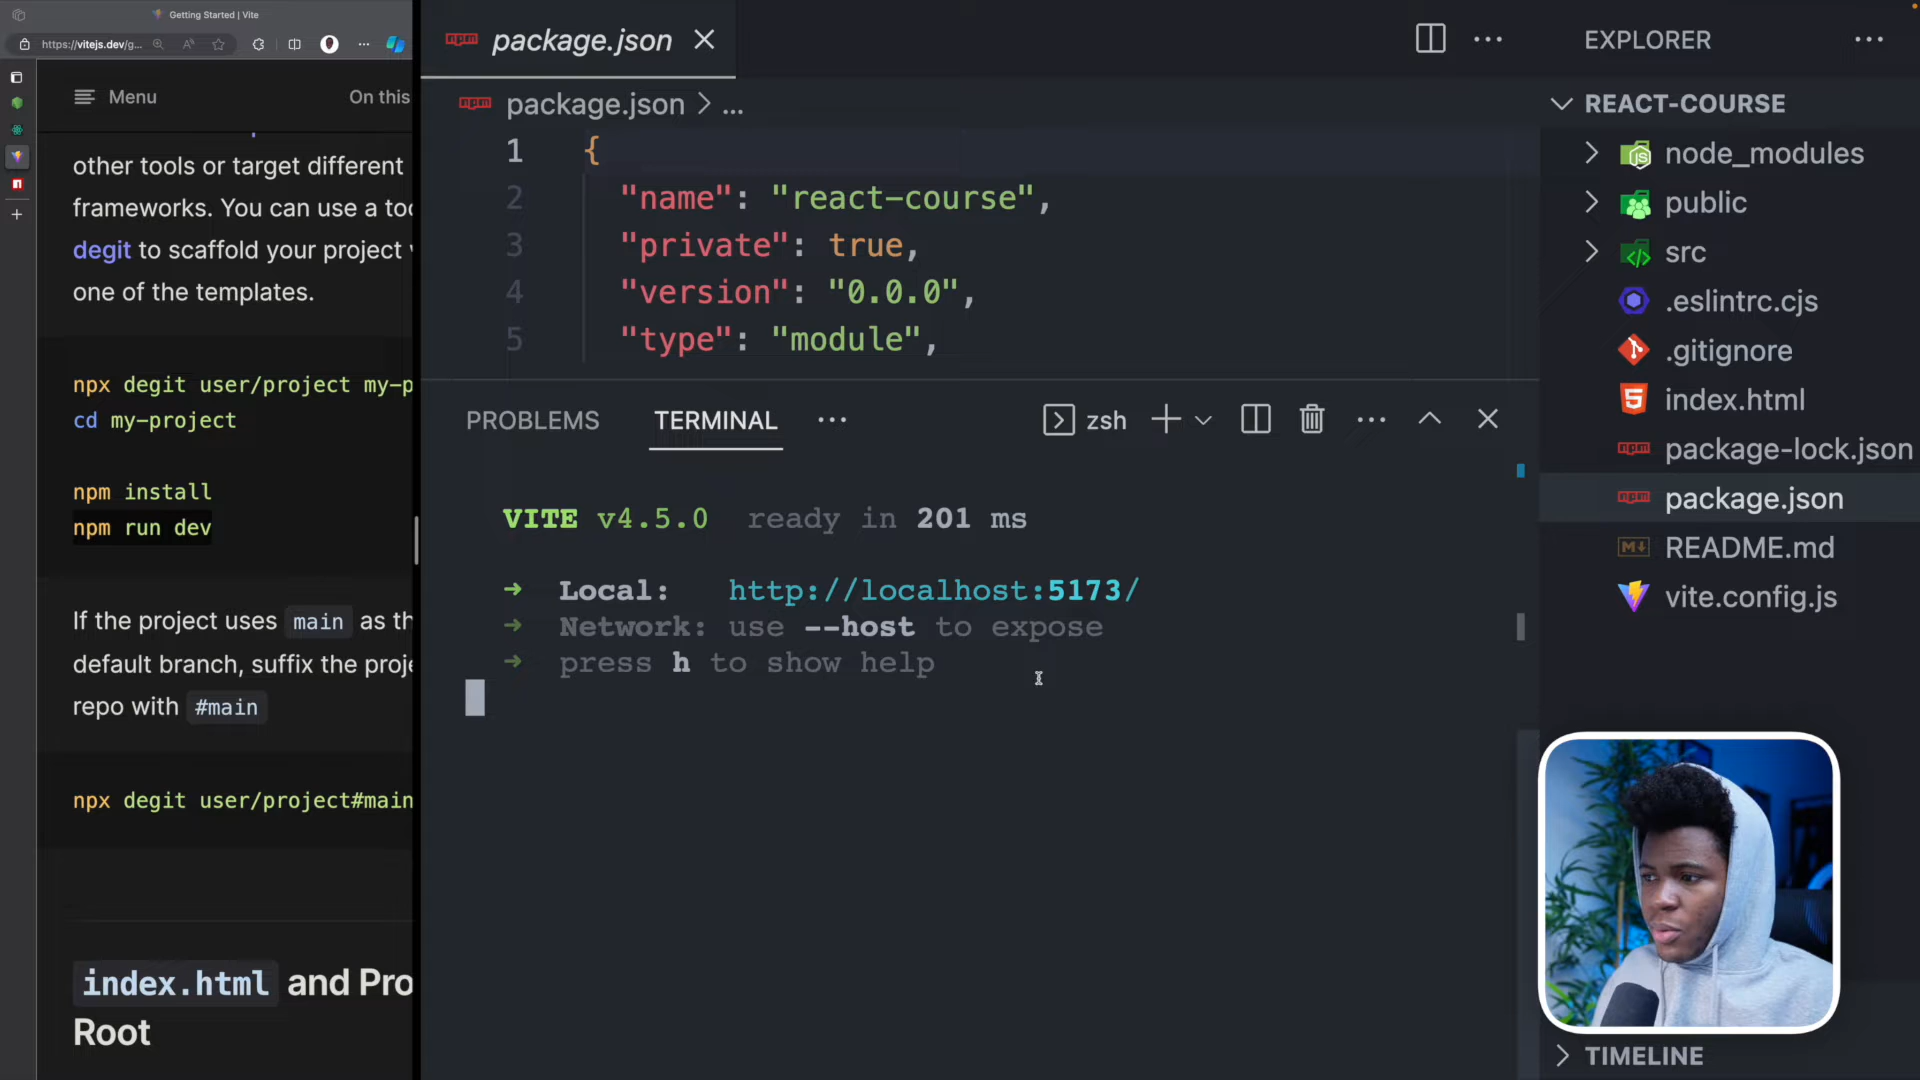 Getting Started | Vite
https://vitejs.dev/g...
Menu
On this
other tools or target different
frameworks. You can use a too
degit to scaffold your project
one of the templates.
npx degit user/project my-p
cd my-project
npm install
npm run dev
If the project uses main as th
default branch, suffix the proje
repo with #main
npx degit user/project#main
index.html and Pro
Root
package.json
package.json > ...
1 {
2 "name": "react-course",
3 "private": true,
4 "version": "0.0.0",
5 "type": "module",
PROBLEMS
TERMINAL
zsh
VITE v4.5.0 ready in 201 ms
➜ Local: http://localhost:5173/
➜ Network: use --host to expose
➜ press h to show help
EXPLORER
REACT-COURSE
node_modules
public
src
.eslintrc.cjs
.gitignore
index.html
package-lock.json
package.json
README.md
vite.config.js
TIMELINE